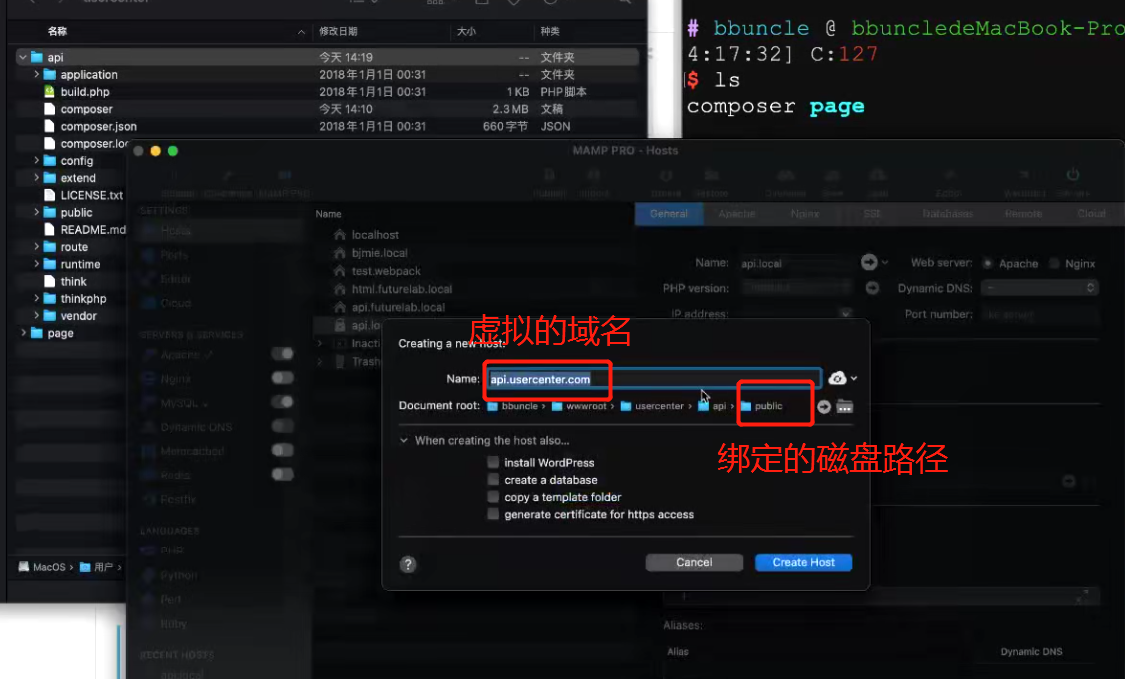 名称 修改日期 大小 种类
api 今天 14:19 -- 文件夹
application 2018年1月1日 00:31 -- 文件夹
build.php 2018年1月1日 00:31 1 KB PHP脚本
composer 今天 14:10 2.3 MB 文稿
composer.json 2018年1月1日 00:31 660 字节 JSON
composer.loc
config
extend
LICENSE.txt
public
README.md
route
runtime
think
thinkphp
vendor
page
MacOS > 用户 >
# bbuncle @ bbuncledeMacBook-Pro
4:17:32] C:127
$ ls
composer page
MAMP PRO - Hosts
SETTINGS
Hosts
Ports
Editor
Cloud
SERVERS & SERVICES
Apache
Nginx
MySQL
Dynamic DNS
Memcached
Redis
Postfix
LANGUAGES
PHP
Python
Perl
Ruby
RECENT HOSTS
api.local
Name
localhost
bjmie.local
test.webpack
html.futurelab.local
api.futurelab.local
api.lo
Inacti
Trash
General Apache Nginx SSL Databases Remote Cloud
Name: api.local Web server: Apache Nginx
PHP version: Dynamic DNS:
IP address: Port number:
虚拟的域名
Creating a new host:
Name: api.usercenter.com
Document root: bbuncle > wwwroot > usercenter > api > public
绑定的磁盘路径
When creating the host also...
install WordPress
create a database
copy a template folder
generate certificate for https access
? Cancel Create Host
Aliases:
Alias Dynamic DNS